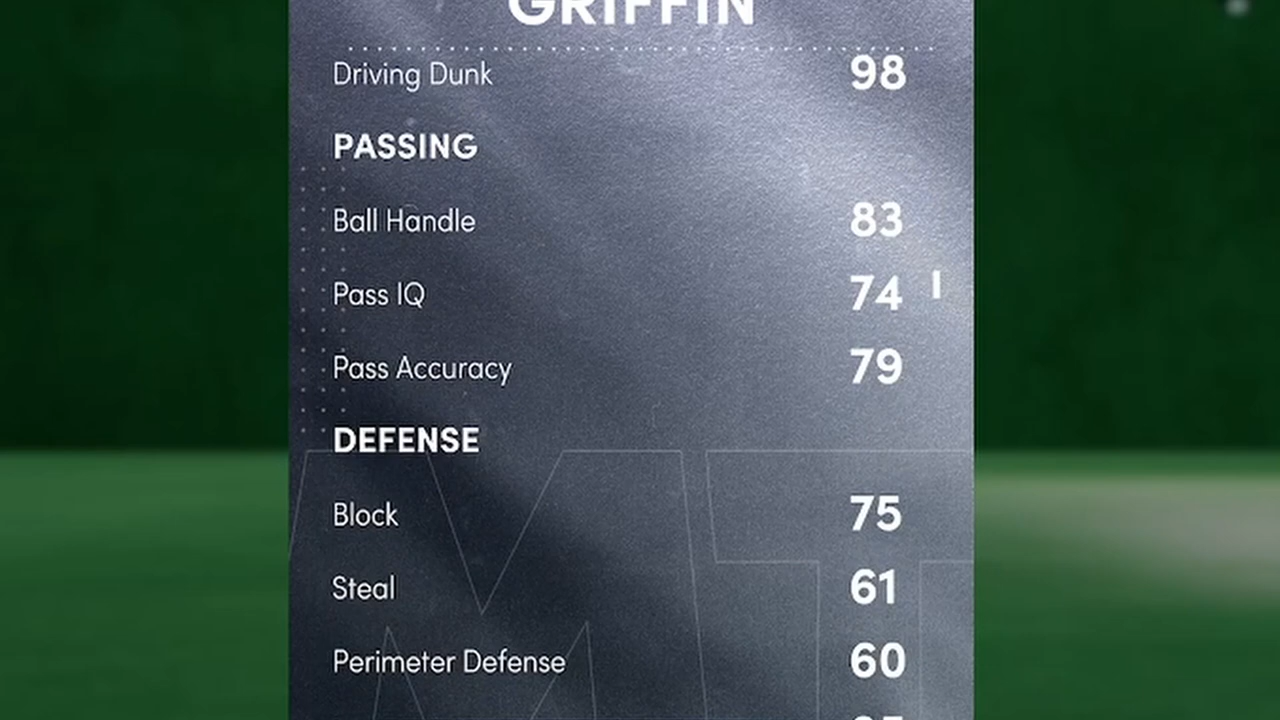 GRIFFIN
Driving Dunk 98
PASSING
Ball Handle 83
Pass IQ 74
Pass Accuracy 79
DEFENSE
Block 75
Steal 61
Perimeter Defense 60